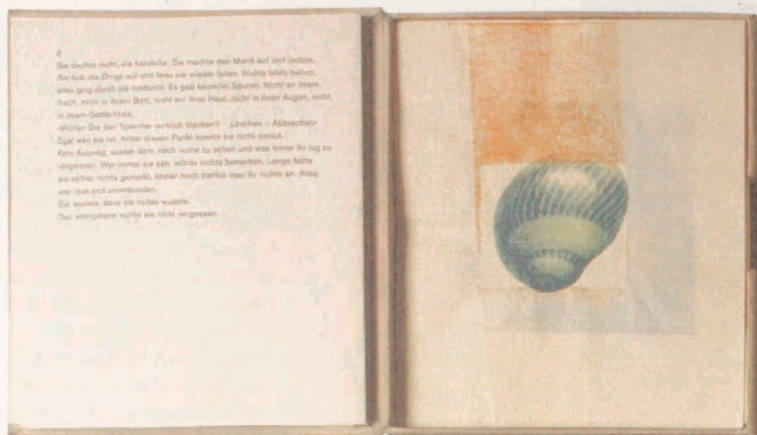 6
Sie dachte nicht, sie handelte. Sie machte den Mund auf und redete.
Sie hob die Dinge auf und liess sie wieder fallen. Nichts blieb haften,
alles ging durch sie hindurch. Es gab keinerlei Spuren. Nicht an ihrem
Tisch, nicht in ihrem Bett, nicht auf ihrer Haut, nicht in ihren Augen, nicht
in ihrem Gedächtnis.
«Wollen Sie den Speicher wirklich löschen? Löschen – Abbrechen»
Egal was sie tat, hinter diesen Punkt konnte sie nicht zurück.
Kein Ausweg, ausser dem, nach vorne zu sehen und was hinter ihr lag zu
vergessen. Wer immer sie sah, würde nichts bemerken. Lange hatte
sie selber nichts gemerkt. Immer noch merkte man ihr nichts an. Alles
war lose und unverbunden.
Sie wusste, dass sie nichts wusste.
Das wenigstens wollte sie nicht vergessen.